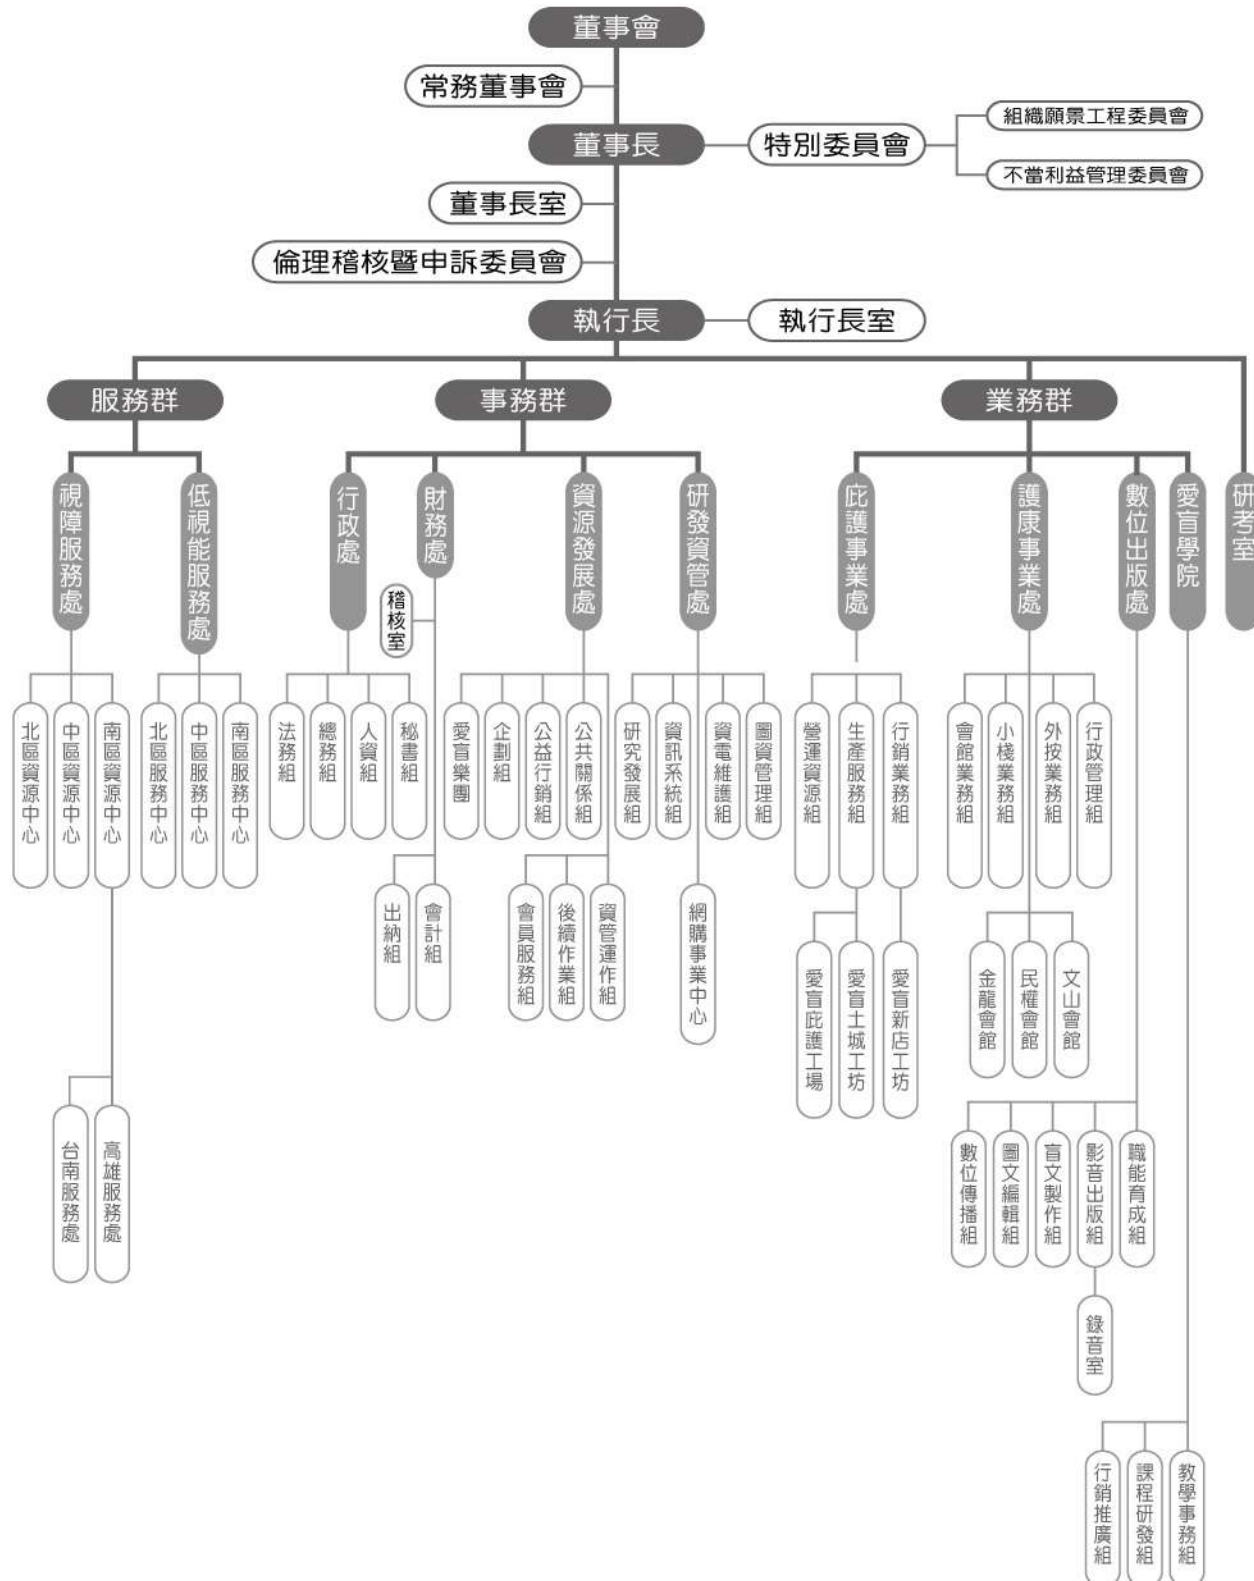 董事會
常務董事會
組織願景工程委員會
董事長
特別委員會
不當利益管理委員會
董事長室
倫理稽核暨申訴委員會
執行長
執行長室
服務群
事務群
業務群
視障服務處
低視能服務處
行政處
財務處
資源發展處
研發資管處
庇護事業處
護康事業處
數位出版處
愛盲學院
研考室
稽核室
北區資源中心
中區資源中心
南區資源中心
北區服務中心
中區服務中心
南區服務中心
法務組
總務組
人資組
秘書組
愛盲樂團
企劃組
公益行銷組
公共關係組
研究發展組
資訊系統組
資電維護組
圖資管理組
營運資源組
生產服務組
行銷業務組
會館業務組
小棧業務組
外按業務組
行政管理組
出納組
會計組
會員服務組
後續作業組
資管運作組
網購事業中心
愛盲庇護工場
愛盲土城工坊
愛盲新店工坊
金龍會館
民權會館
文山會館
台南服務處
高雄服務處
數位傳播組
圖文編輯組
盲文製作組
影音出版組
職能育成組
錄音室
行銷推廣組
課程研發組
教學事務組